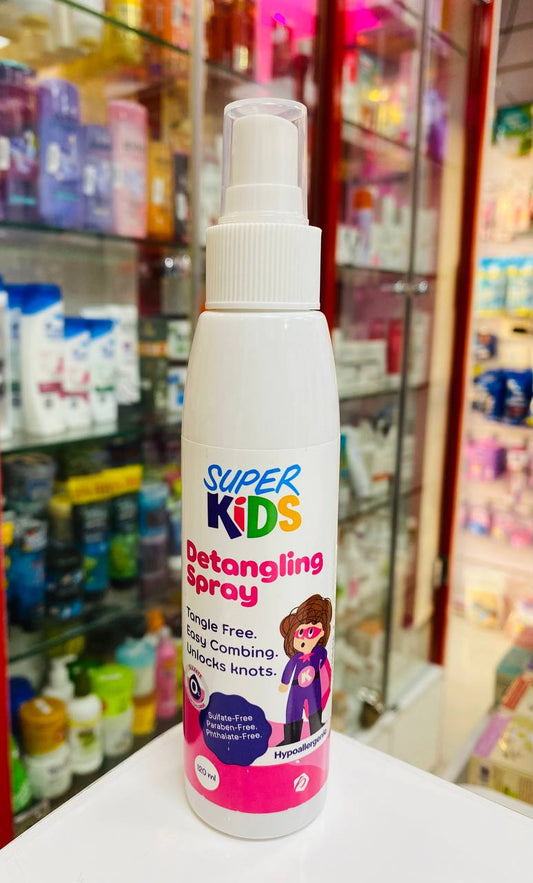 SUPER
KiDS
Detangling
Spray
Tangle Free.
Easy Combing.
Unlocks knots.
K
Sulfate-Free
Paraben-Free.
Phthalate-Free.
Hypoallergenic
120 ml